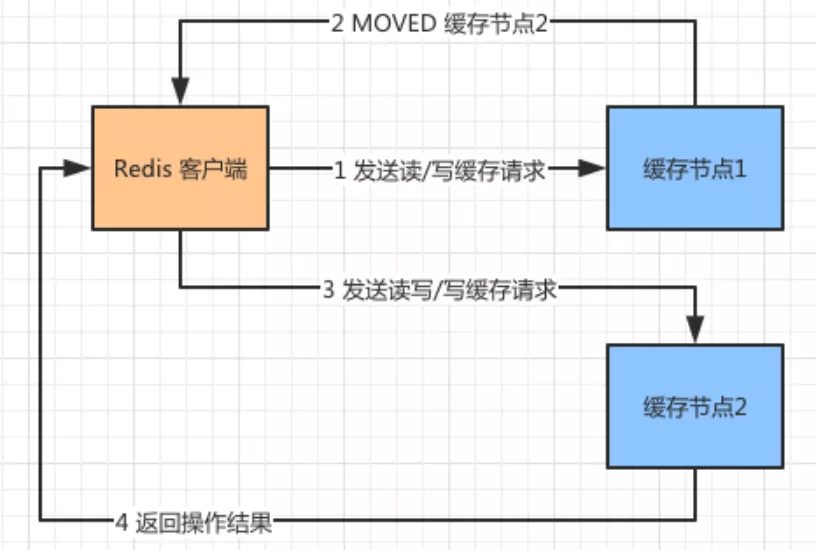 2 MOVED 缓存节点2
Redis 客户端
1 发送读/写缓存请求
缓存节点1
3 发送读写/写缓存请求
缓存节点2
4 返回操作结果